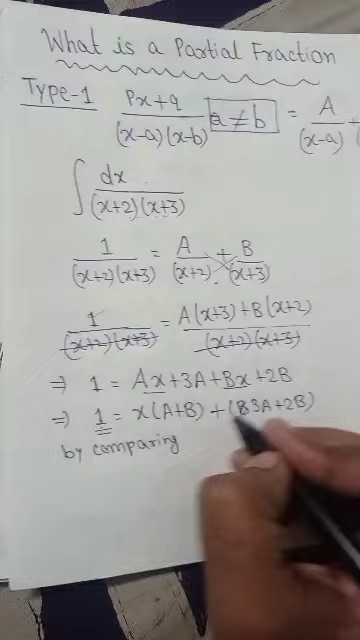 What is a Partial Fraction
Type-1 Px+q/(x-a)(x-b) a≠b = A/(x-a) +
∫ dx/(x+2)(x+3)
1/(x+2)(x+3) = A/(x+2) + B/(x+3)
1/(x+2)(x+3) = A(x+3)+B(x+2)/(x+2)(x+3)
⇒ 1 = Ax+3A+Bx+2B
⇒ 1 = x(A+B)+(3A+2B)
by comparing